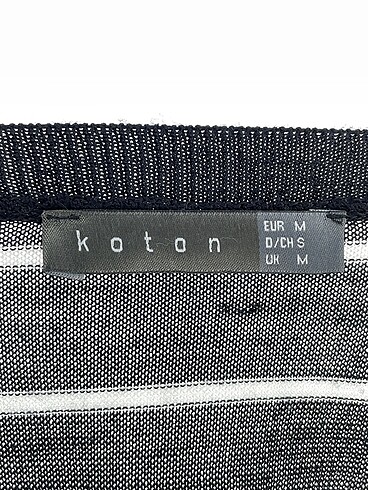 koton
EUR M
D/CH S
UK M